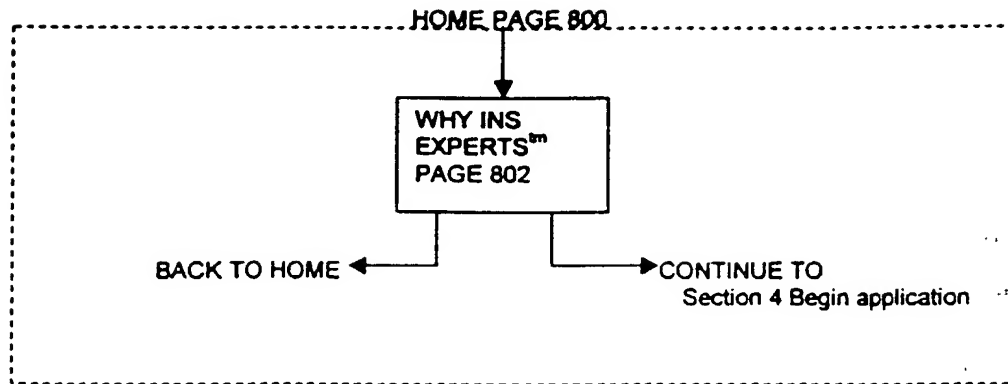 HOME PAGE 800
WHY INS
EXPERTS™
PAGE 802
BACK TO HOME
CONTINUE TO
Section 4 Begin application